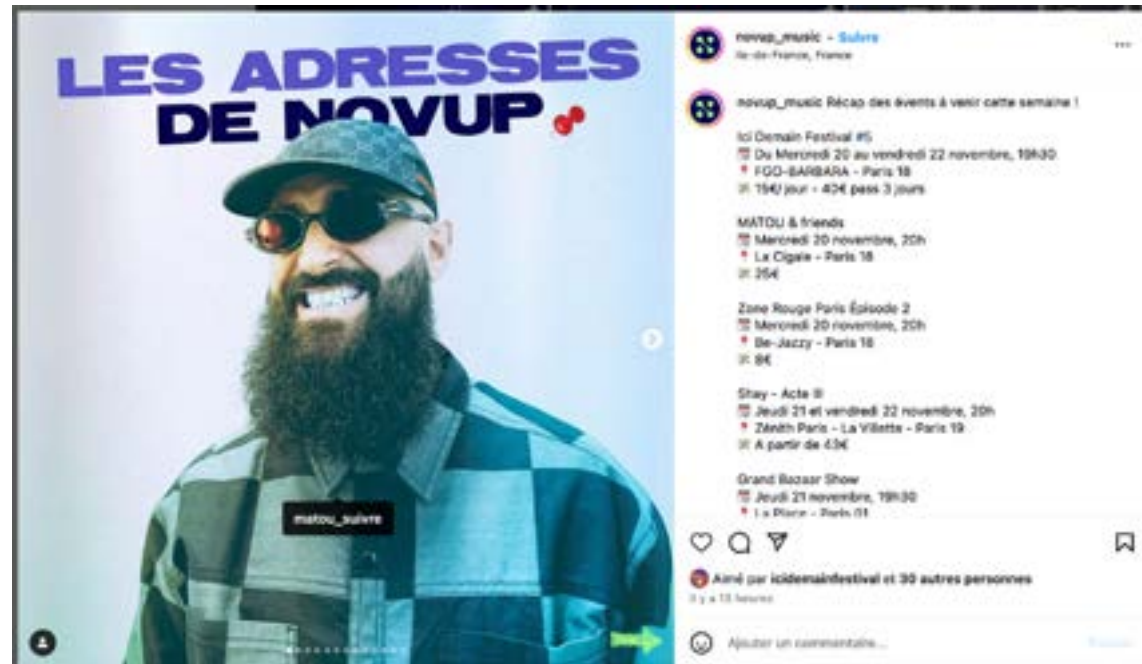 LES ADRESSES
DE NOVUP
matou_suivre
novup_music - Suivre
Ile-de-France, France
novup_music Récap des évents à venir cette semaine !
Ici Demain Festival #5
Du Mercredi 20 au vendredi 22 novembre, 19h30
FGO-BARBARA - Paris 18
15€/jour - 40€ pass 3 jours
MATOU & friends
Mercredi 20 novembre, 20h
La Cigale - Paris 18
25€
Zone Rouge Paris Épisode 2
Mercredi 20 novembre, 20h
Be-Jazzy - Paris 18
8€
Shay - Acte III
Jeudi 21 et vendredi 22 novembre, 20h
Zénith Paris - La Villette - Paris 19
A partir de
Grand Bazaar Show
Jeudi 21 novembre, 19h30
La Place - Paris 01
Aimé par icidemainfestival et 30 autres personnes
Il y a 15 heures
Ajouter un commentaire...